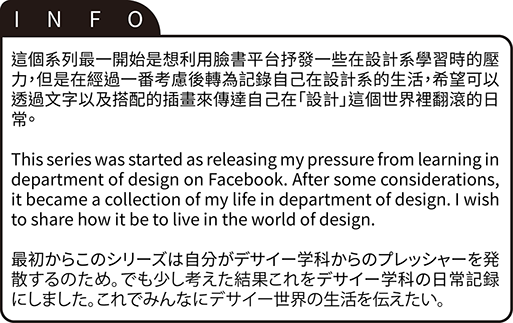 INFO
這個系列最一開始是想利用臉書平台抒發一些在設計系學習時的壓
力，但是在經過一番考慮後轉為記錄自己在設計系的生活，希望可以
透過文字以及搭配的插畫來傳達自己在「設計」這個世界裡翻滾的日
常。
This series was started as releasing my pressure from learning in
department of design on Facebook. After some considerations,
it became a collection of my life in department of design. I wish
to share how it be to live in the world of design.
最初からこのシリーズは自分がデサイー学科からのプレッシャーを発
散するのため。でも少し考えた結果これをデサイー学科の日常記録
にしました。これでみんなにデサイー世界の生活を伝えたい。